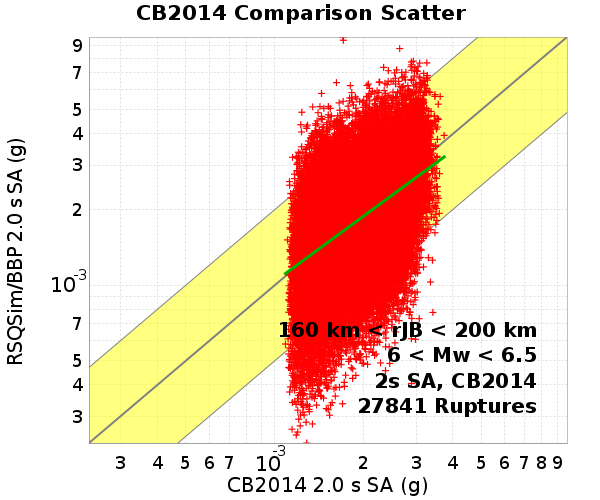 CB2014 Comparison Scatter
RSQSim/BBP 2.0 s SA (g)
9
7
5
4
3
2
10-3
7
5
4
3
160 km < rJB < 200 km
6 < Mw < 6.5
2s SA, CB2014
27841 Ruptures
3 4 5 6 7 10-3 2 3 4 5 6 7 8 9
CB2014 2.0 s SA (g)